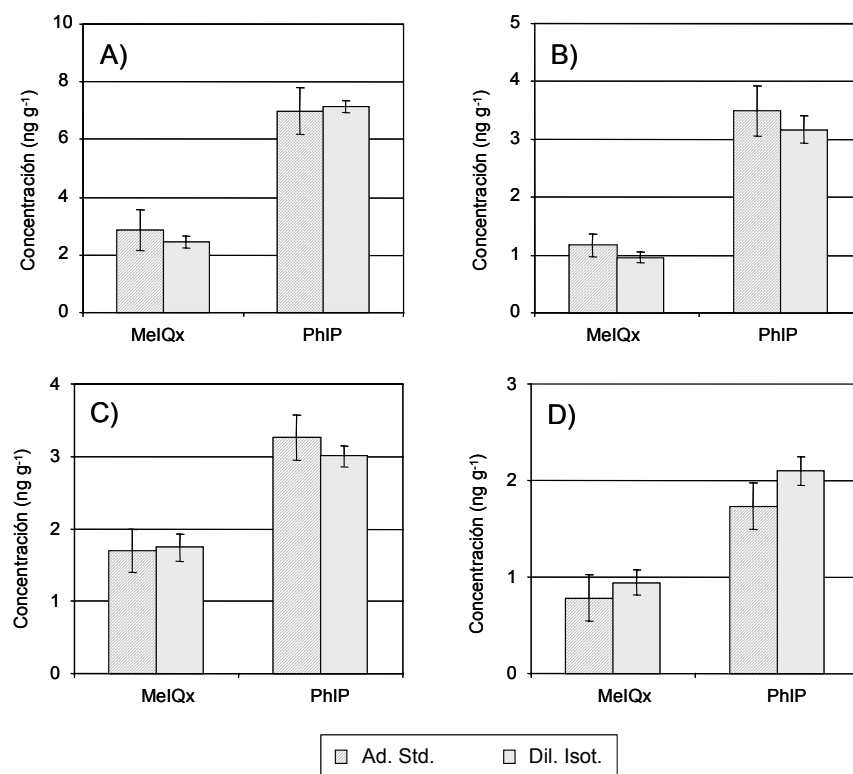 A)
Concentración (ng g-1)
10
8
6
4
2
0
MeIQx PhIP
B)
Concentración (ng g-1)
5
4
3
2
1
0
MeIQx PhIP
C)
Concentración (ng g-1)
4
3
2
1
0
MeIQx PhIP
D)
Concentración (ng g-1)
3
2
1
0
MeIQx PhIP
Ad. Std. Dil. Isot.